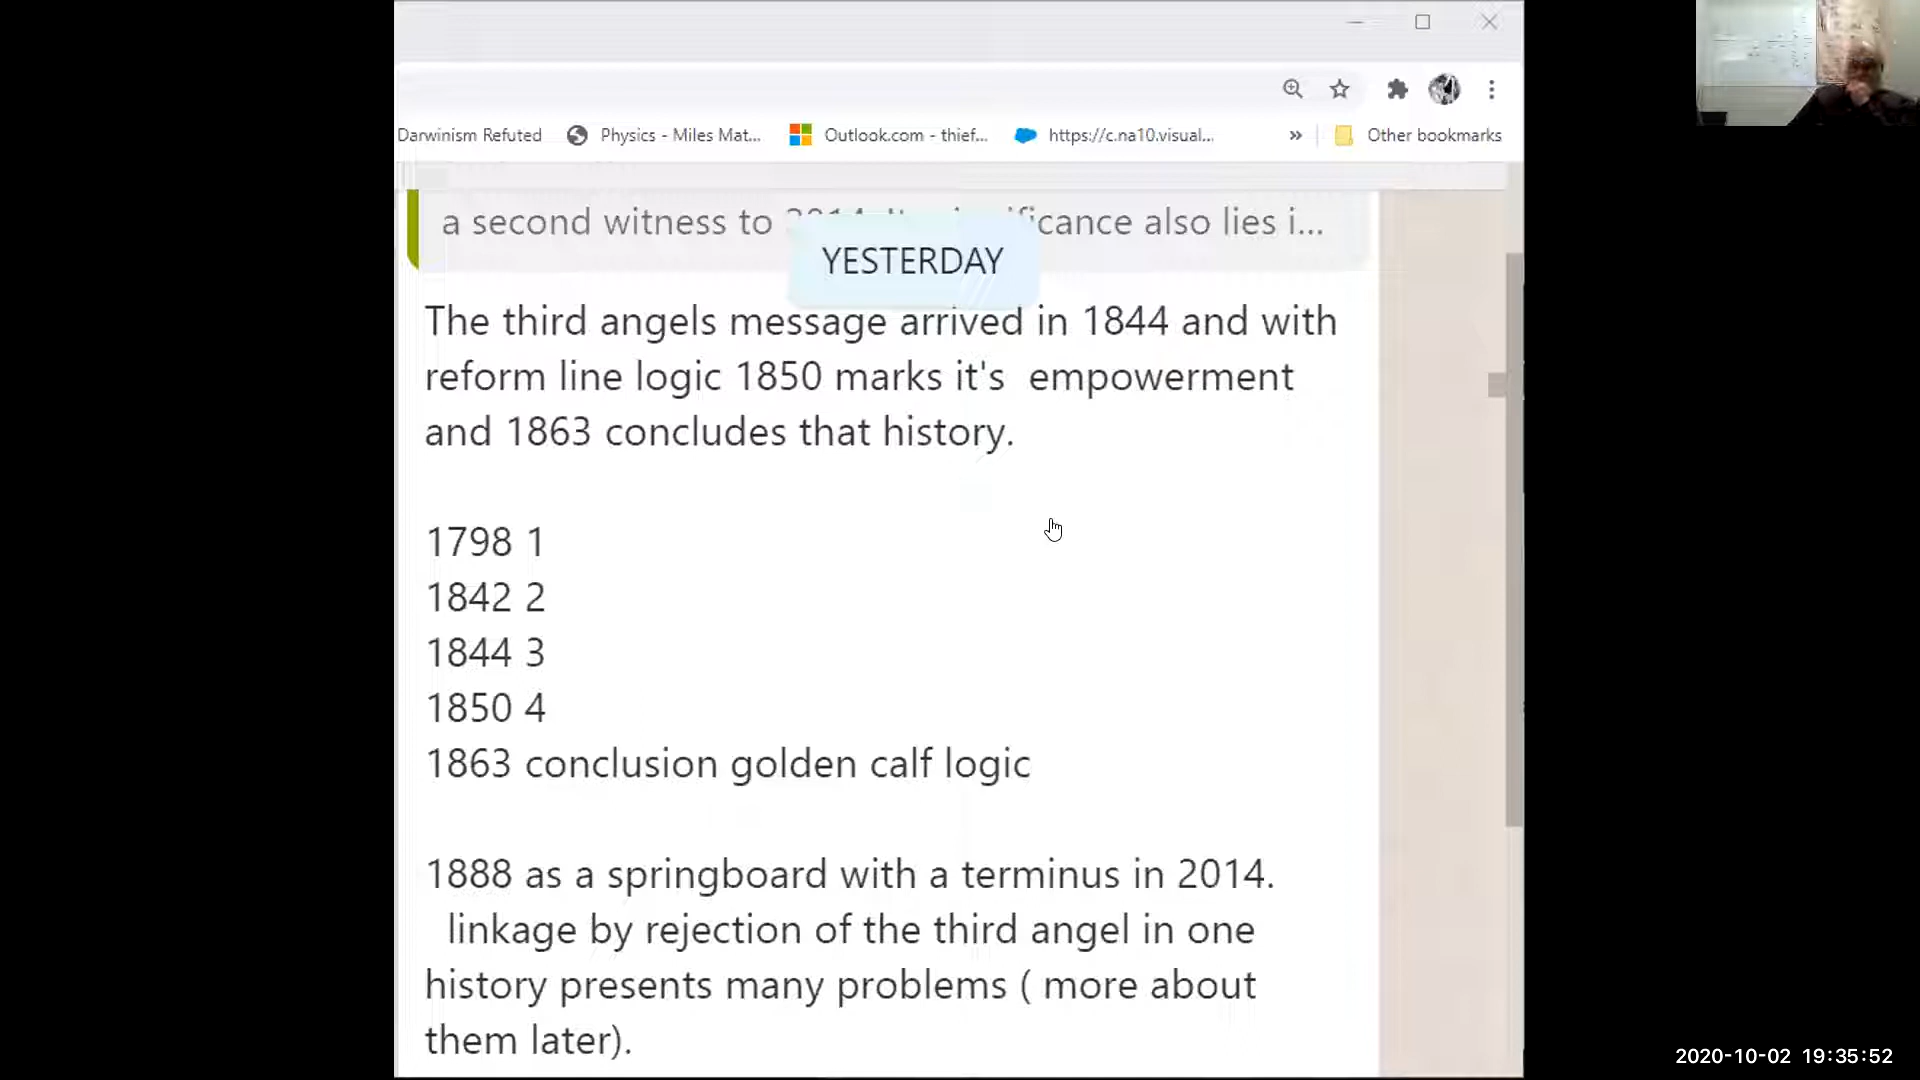 Darwinism Refuted Physics - Miles Mat... Outlook.com - thief... https://c.na10.visual... » Other bookmarks
a second witness to cance also lies i...
YESTERDAY
The third angels message arrived in 1844 and with
reform line logic 1850 marks it's empowerment
and 1863 concludes that history.
1798 1
1842 2
1844 3
1850 4
1863 conclusion golden calf logic
1888 as a springboard with a terminus in 2014.
linkage by rejection of the third angel in one
history presents many problems ( more about
them later).
2020-10-02 19:35:52